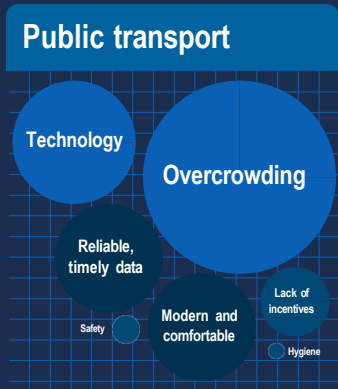 Public transport
Technology
Overcrowding
Reliable,
timely data
Lack of
incentives
Modern and
comfortable
Safety
Hygiene